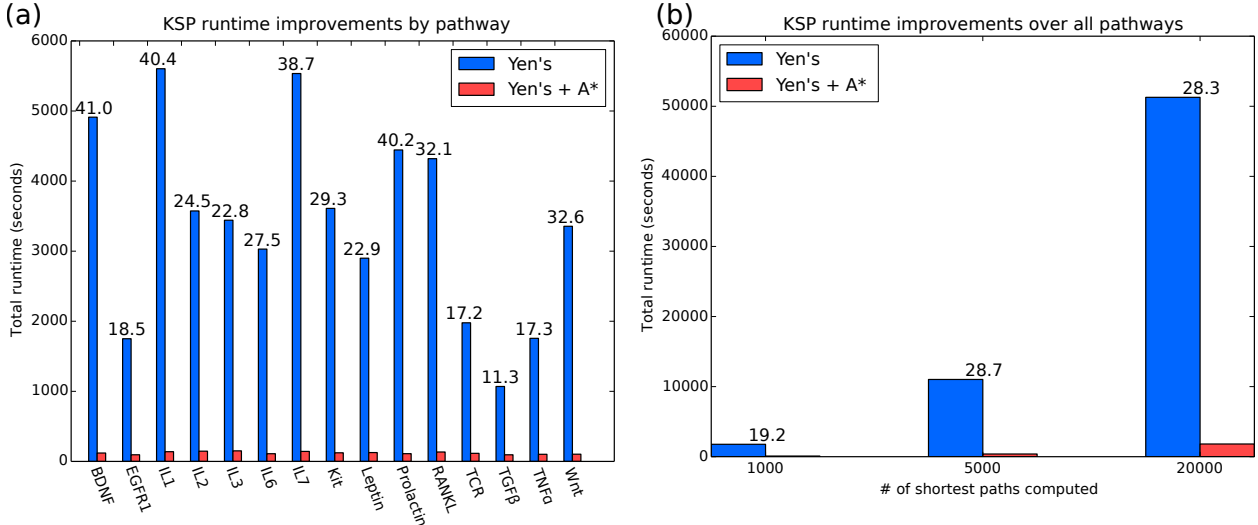 (a)
KSP runtime improvements by pathway
6000
5000
4000
3000
2000
1000
0
Total runtime (seconds)
Yen's
Yen's + A*
41.0
18.5
40.4
24.5
22.8
27.5
38.7
29.3
22.9
40.2
32.1
17.2
11.3
17.3
32.6
BDNF
EGFR1
IL1
IL2
IL3
IL6
IL7
Kit
Leptin
Prolactin
RANKL
TCR
TGFβ
TNFα
Wnt
(b)
KSP runtime improvements over all pathways
60000
50000
40000
30000
20000
10000
0
Total runtime (seconds)
Yen's
Yen's + A*
19.2
28.7
28.3
1000
5000
20000
# of shortest paths computed